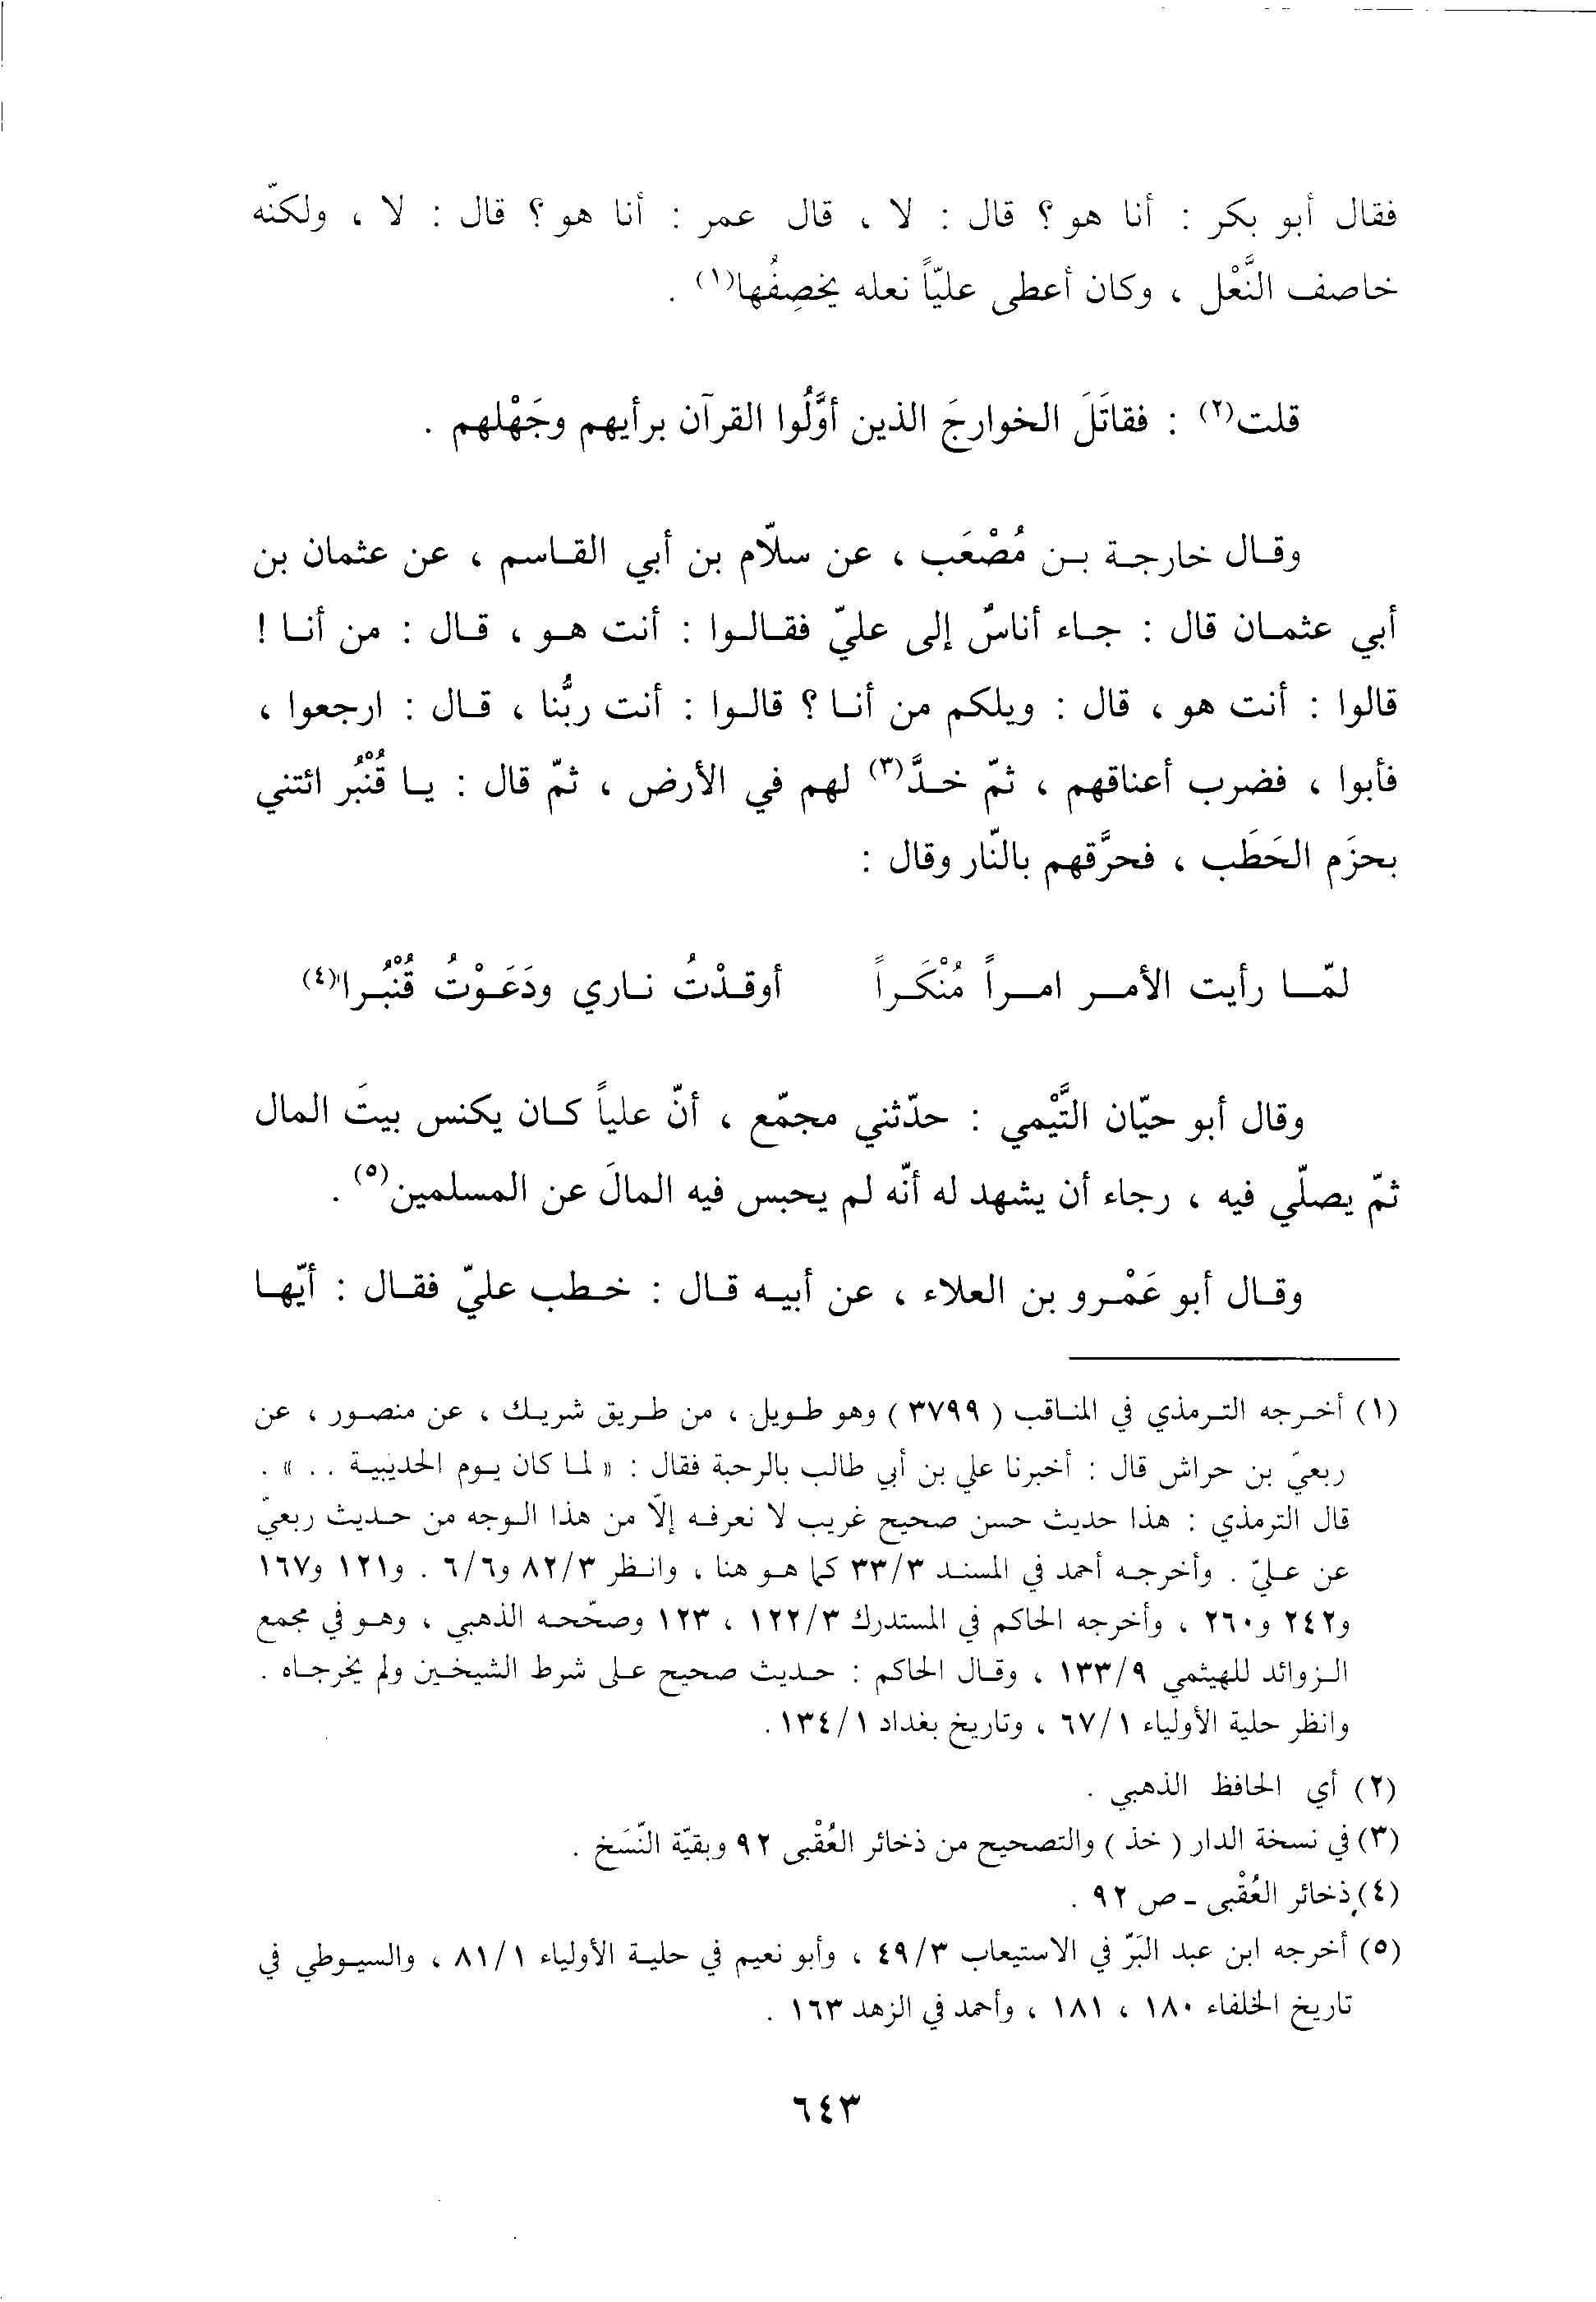 فقال أبو بكر : أنا هو ؟ قال : لا ، قال عمر : أنا هو ؟ قال : لا ، ولكنّه
خاصف النَّعْل ، وكان أعطى عليّاً نعله يخصِفُها(١) .
قلت(٢) : فقاتَلَ الخوارجَ الذين أوَّلُوا القرآن برأيهم وجَهْلهم .
وقال خارجة بن مُصْعَب ، عن سلاّم بن أبي القاسم ، عن عثمان بن
أبي عثمان قال : جاء أناسٌ إلى عليّ فقالوا : أنت هو ، قال : من أنا !
قالوا : أنت هو ، قال : ويلكم من أنا ؟ قالوا : أنت ربُّنا ، قال : ارجعوا ،
فأبوا ، فضرب أعناقهم ، ثمّ خدَّ(٣) لهم في الأرض ، ثمّ قال : يا قُنْبُر ائتني
بحزَم الحَطَب ، فحرَّقهم بالنّار وقال :
لمّا رأيت الأمر امراً مُنْكَراً أوقدْتُ ناري ودَعَوْتُ قُنْبُرا(٤)
وقال أبو حيّان التَّيْمي : حدّثني مجمّع ، أنّ علياً كان يكنس بيتَ المال
ثمّ يصلّي فيه ، رجاء أن يشهد له أنّه لم يحبس فيه المالَ عن المسلمين(٥) .
وقال أبو عَمْرو بن العلاء ، عن أبيه قال : خطب عليّ فقال : أيّها
(١) أخرجه الترمذي في المناقب ( ٣٧٩٩ ) وهو طويل ، من طريق شريك ، عن منصور ، عن
ربعيّ بن حراش قال : أخبرنا علي بن أبي طالب بالرحبة فقال : « لما كان يوم الحديبية . . » .
قال الترمذي : هذا حديث حسن صحيح غريب لا نعرفه إلّا من هذا الوجه من حديث ربعيّ
عن عليّ . وأخرجه أحمد في المسند ٣٣/٣ كما هو هنا ، وانظر ٨٢/٣ و٦/٦ . و١٢١ و١٦٧
و٢٤٢ و٢٦٠ ، وأخرجه الحاكم في المستدرك ١٢٢/٣ ، ١٢٣ وصحّحه الذهبي ، وهو في مجمع
الزوائد للهيثمي ١٣٣/٩ ، وقال الحاكم : حديث صحيح على شرط الشيخين ولم يخرجاه .
وانظر حلية الأولياء ٦٧/١ ، وتاريخ بغداد ١٣٤/١ .
(٢) أي الحافظ الذهبي .
(٣) في نسخة الدار ( خذ ) والتصحيح من ذخائر العُقْبى ٩٢ وبقيّة النّسَخ .
(٤) ذخائر العُقْبى - ص ٩٢ .
(٥) أخرجه ابن عبد البَرّ في الاستيعاب ٤٩/٣ ، وأبو نعيم في حلية الأولياء ٨١/١ ، والسيوطي في
تاريخ الخلفاء ١٨٠ ، ١٨١ ، وأحمد في الزهد ١٦٣ .
٦٤٣